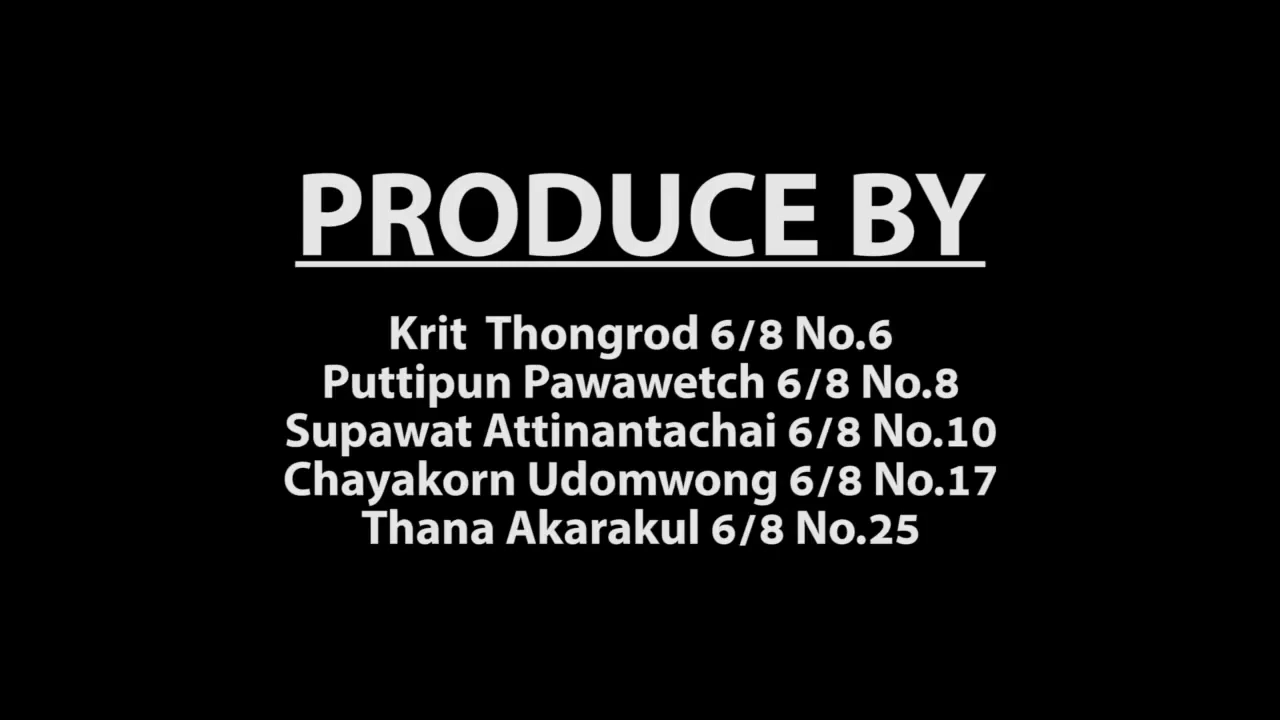 PRODUCE BY
Krit  Thongrod 6/8 No.6
Puttipun Pawawetch 6/8 No.8
Supawat Attinantachai 6/8 No.10
Chayakorn Udomwong 6/8 No.17
Thana Akarakul 6/8 No.25